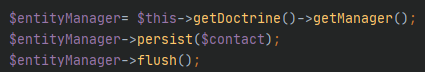 $entityManager= $this->getDoctrine()->getManager();
$entityManager->persist($contact);
$entityManager->flush();